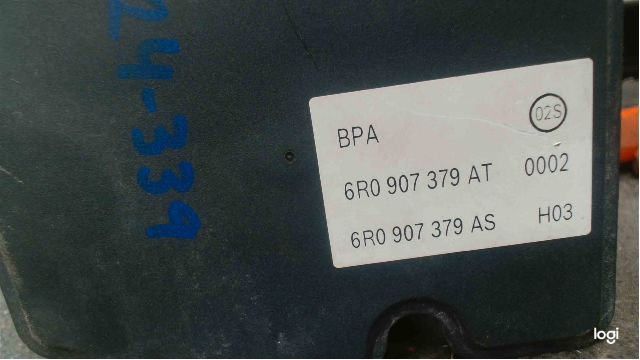 24-339
02S
BPA
6R0 907 379 AT 0002
6R0 907 379 AS H03
logi